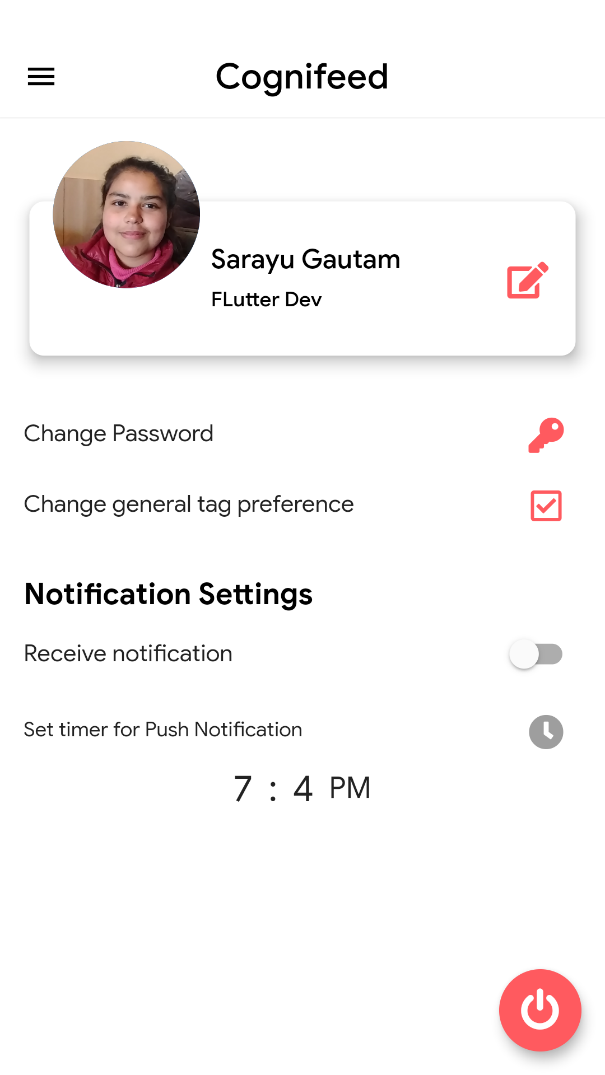 Cognifeed
Sarayu Gautam
FLutter Dev
Change Password
Change general tag preference
Notification Settings
Receive notification
Set timer for Push Notification
7 : 4 PM